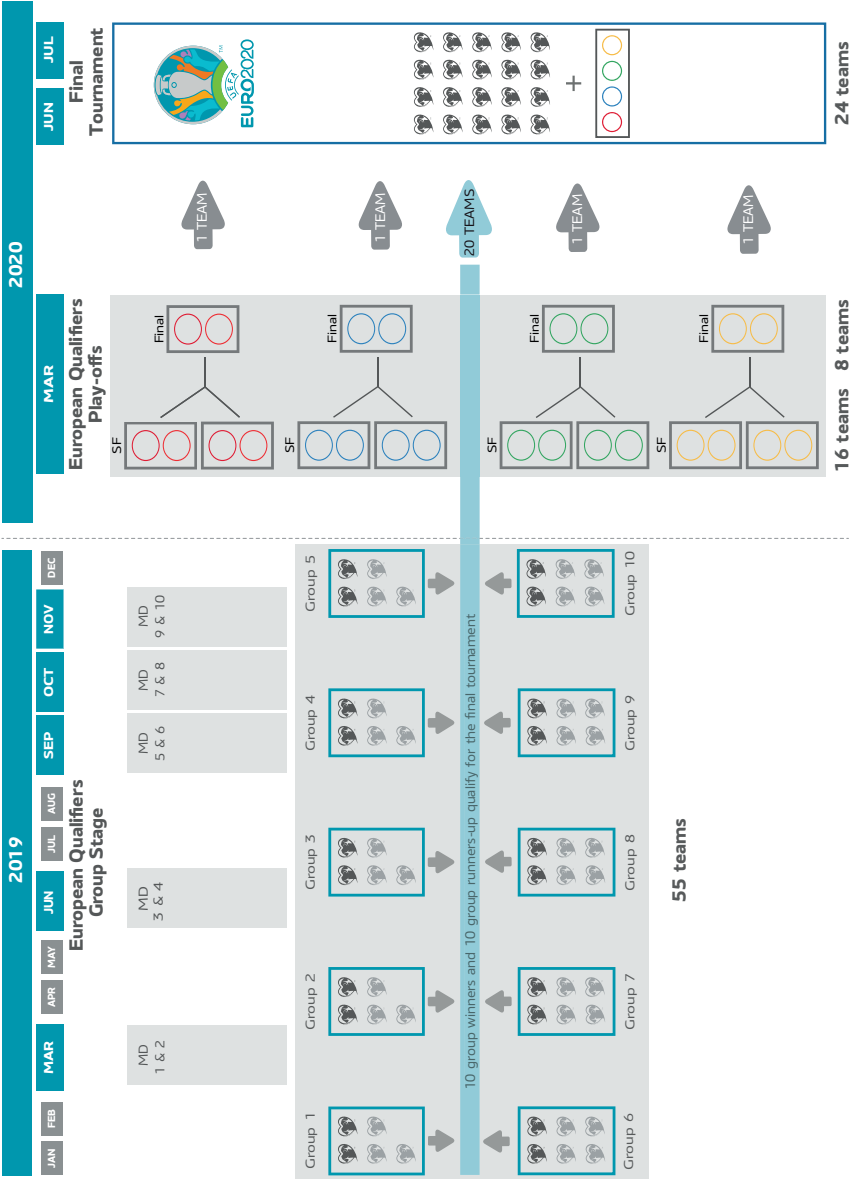 2019
2020
JAN
FEB
MAR
APR
MAY
JUN
JUL
AUG
SEP
OCT
NOV
DEC
MAR
JUN
JUL
European Qualifiers
Group Stage
European Qualifiers
Play-offs
Final
Tournament
MD
1 & 2
MD
3 & 4
MD
5 & 6
MD
7 & 8
MD
9 & 10
Group 1
Group 2
Group 3
Group 4
Group 5
10 group winners and 10 group runners-up qualify for the final tournament
20 TEAMS
Group 6
Group 7
Group 8
Group 9
Group 10
55 teams
SF
Final
1 TEAM
SF
Final
1 TEAM
SF
Final
1 TEAM
SF
Final
1 TEAM
16 teams
8 teams
UEFA
EURO2020
TM
+
24 teams